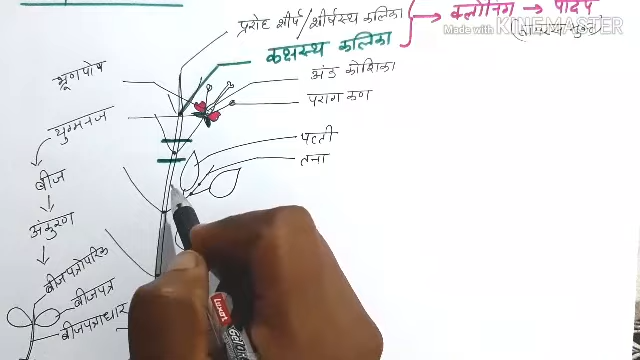 प्ररोह शीर्ष/शीर्षस्थ कलिका
कक्षस्थ कलिका
→ क्लोनिंग → पादप
Made with KINEMASTER
भ्रूणपोष
अंड कोशिका
पराग कण
युग्मनज
पत्ती
तना
बीज
अंकुरण
बीजपत्रोपरिक
बीजपत्र
बीजपत्राधार